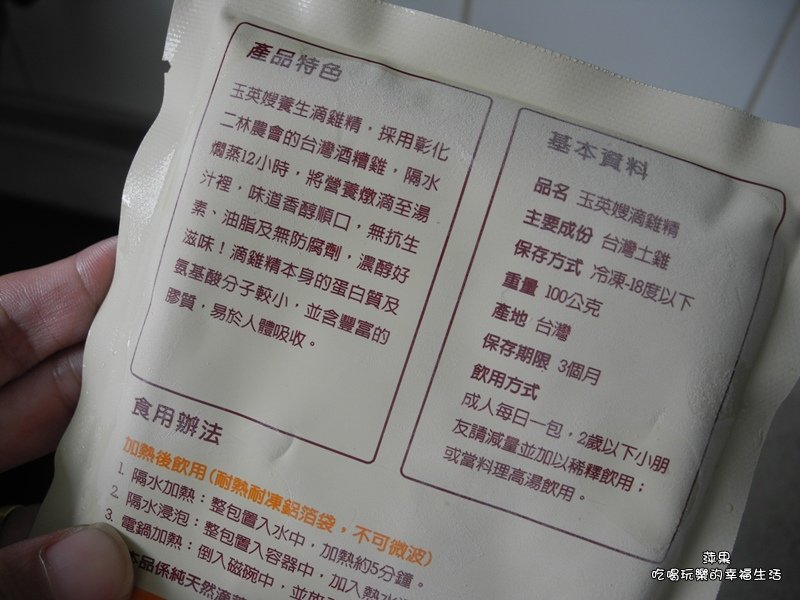 產品特色
玉英嫂養生滴雞精，採用彰化
二林農會的台灣酒糟雞，隔水
燜蒸12小時，將營養燉滴至湯
汁裡，味道香醇順口，無抗生
素、油脂及無防腐劑，濃醇好
滋味！滴雞精本身的蛋白質及
氨基酸分子較小，並含豐富的
膠質，易於人體吸收。
基本資料
品名 玉英嫂滴雞精
主要成份 台灣土雞
保存方式 冷凍-18度以下
重量 100公克
產地 台灣
保存期限 3個月
飲用方式
成人每日一包，2歲以下小朋
友請減量並加以稀釋飲用；
或當料理高湯飲用。
食用辦法
加熱後飲用(耐熱耐凍鋁箔袋，不可微波)
1. 隔水加熱：整包置入水中，加熱約5分鐘。
2. 隔水浸泡：整包置入容器中，加入熱水
3. 電鍋加熱：倒入磁碗中，並放
本品係純天然滴
蘋果
吃喝玩樂的幸福生活